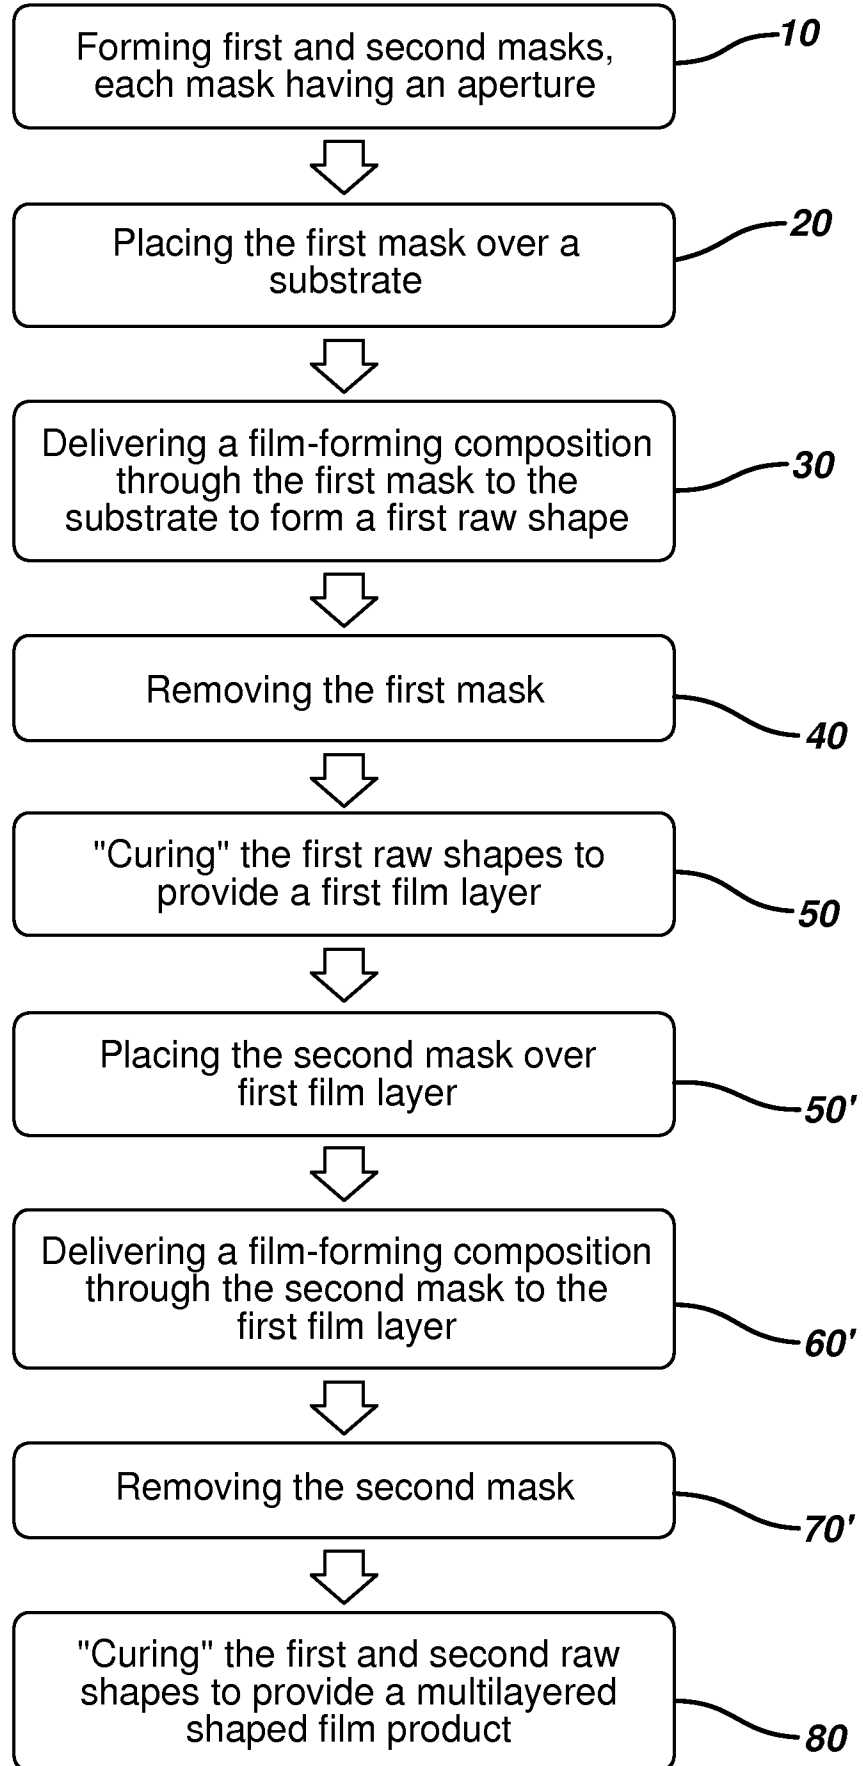 Forming first and second masks,
each mask having an aperture
10
Placing the first mask over a
substrate
20
Delivering a film-forming composition
through the first mask to the
substrate to form a first raw shape
30
Removing the first mask
40
"Curing" the first raw shapes to
provide a first film layer
50
Placing the second mask over
first film layer
50'
Delivering a film-forming composition
through the second mask to the
first film layer
60'
Removing the second mask
70'
"Curing" the first and second raw
shapes to provide a multilayered
shaped film product
80